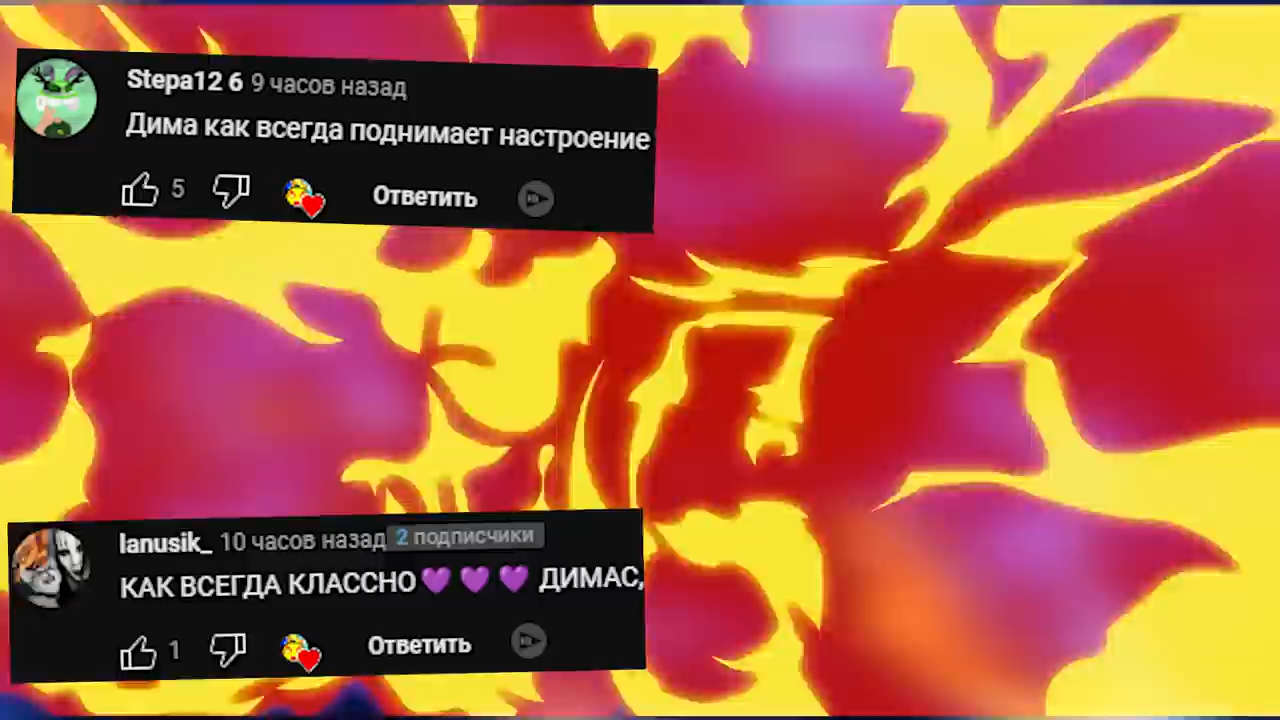 Stepa12 6 9 часов назад
Дима как всегда поднимает настроение
5 Ответить
lanusik_ 10 часов назад 2 подписчики
КАК ВСЕГДА КЛАССНО💜💜💜 ДИМАС,
1 Ответить